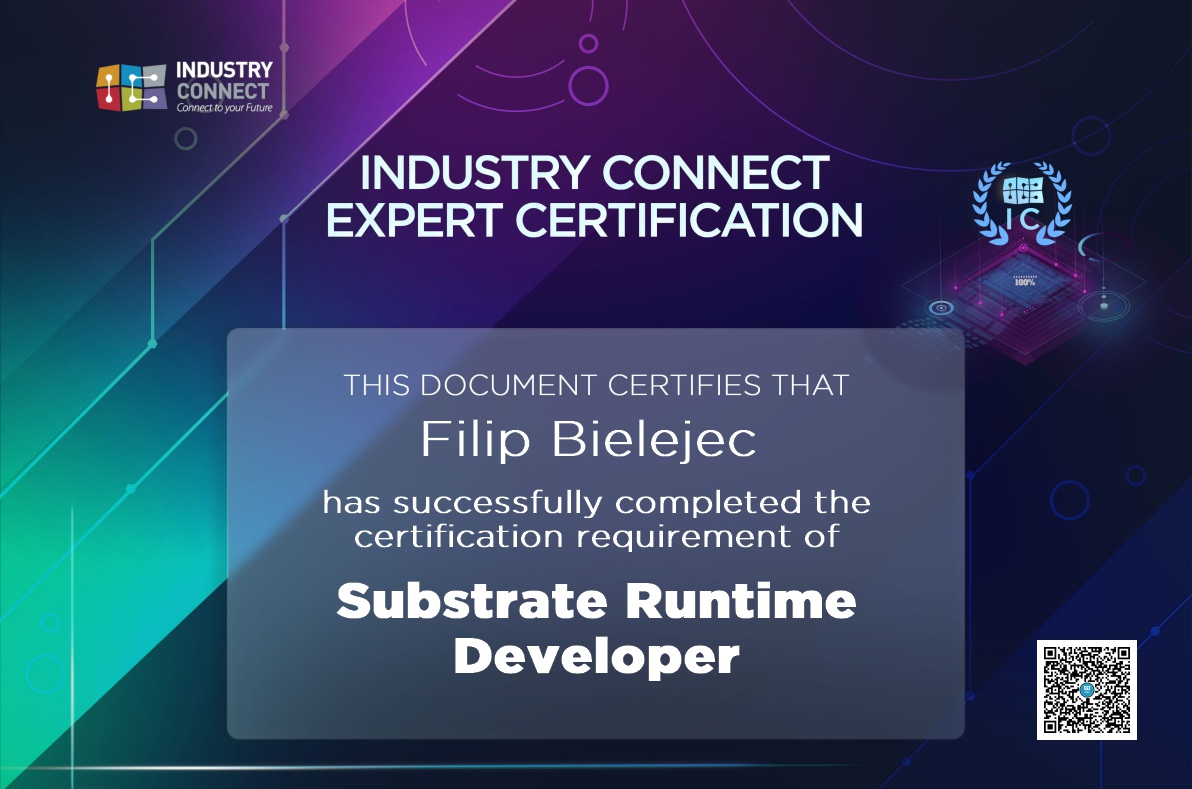 INDUSTRY
CONNECT
Connect to your Future
INDUSTRY CONNECT
EXPERT CERTIFICATION
I C
100%
THIS DOCUMENT CERTIFIES THAT
Filip Bielejec
has successfully completed the
certification requirement of
Substrate Runtime
Developer